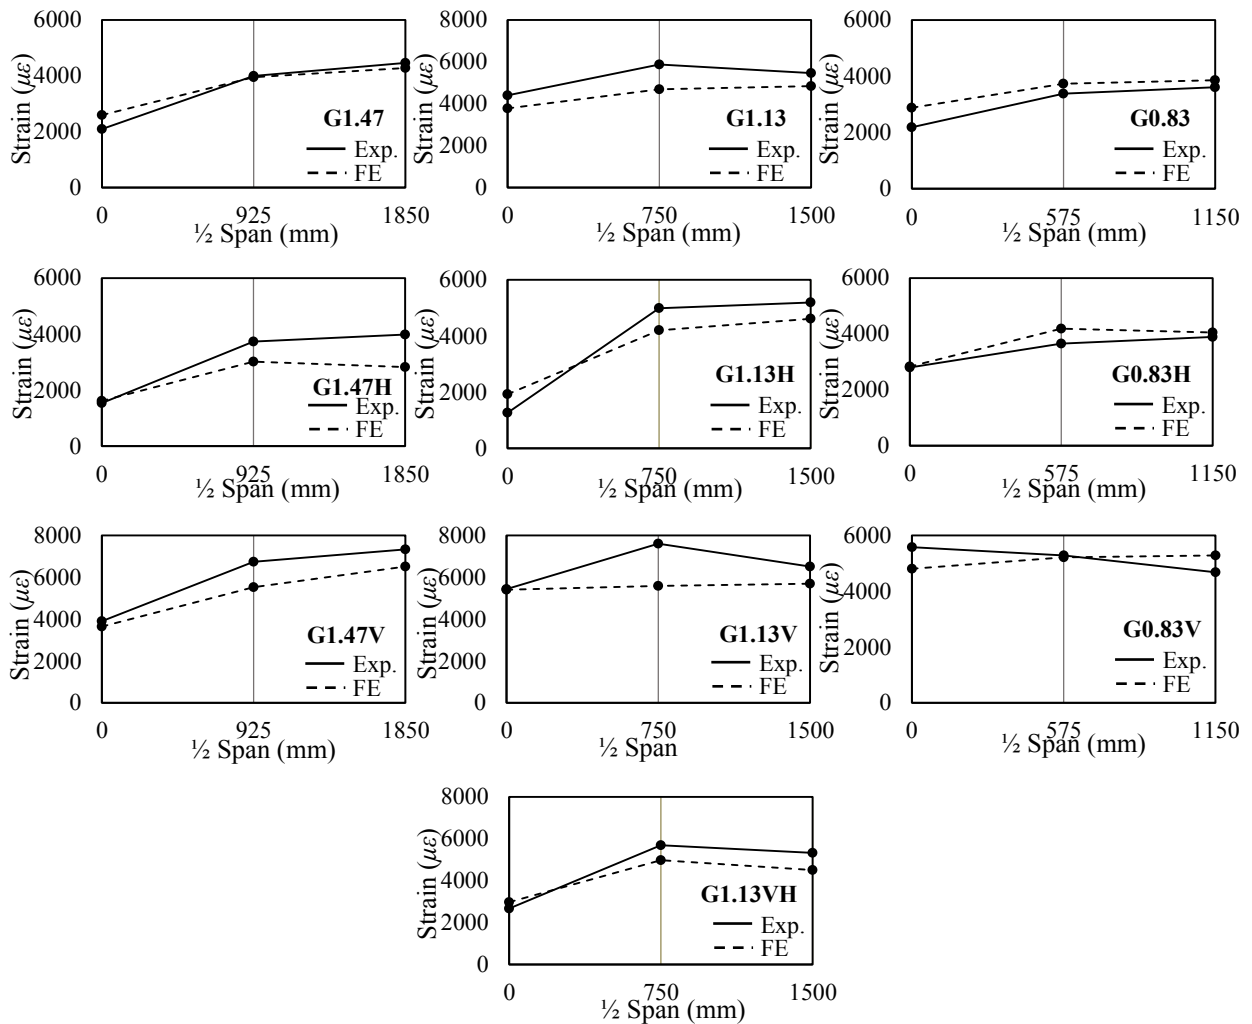 6000
4000
2000
0
Strain (με)
G1.47
Exp.
FE
0 925 1850
½ Span (mm)
8000
6000
4000
2000
0
Strain (με)
G1.13
Exp.
FE
0 750 1500
½ Span (mm)
6000
4000
2000
0
Strain (με)
G0.83
Exp.
FE
0 575 1150
½ Span (mm)
6000
4000
2000
0
Strain (με)
G1.47H
Exp.
FE
0 925 1850
½ Span (mm)
6000
4000
2000
0
Strain (με)
G1.13H
Exp.
FE
0 750 1500
½ Span (mm)
6000
4000
2000
0
Strain (με)
G0.83H
Exp.
FE
0 575 1150
½ Span (mm)
8000
6000
4000
2000
0
Strain (με)
G1.47V
Exp.
FE
0 925 1850
½ Span (mm)
8000
6000
4000
2000
0
Strain (με)
G1.13V
Exp.
FE
0 750 1500
½ Span
6000
4000
2000
0
Strain (με)
G0.83V
Exp.
FE
0 575 1150
½ Span (mm)
8000
6000
4000
2000
0
Strain (με)
G1.13VH
Exp.
FE
0 750 1500
½ Span (mm)